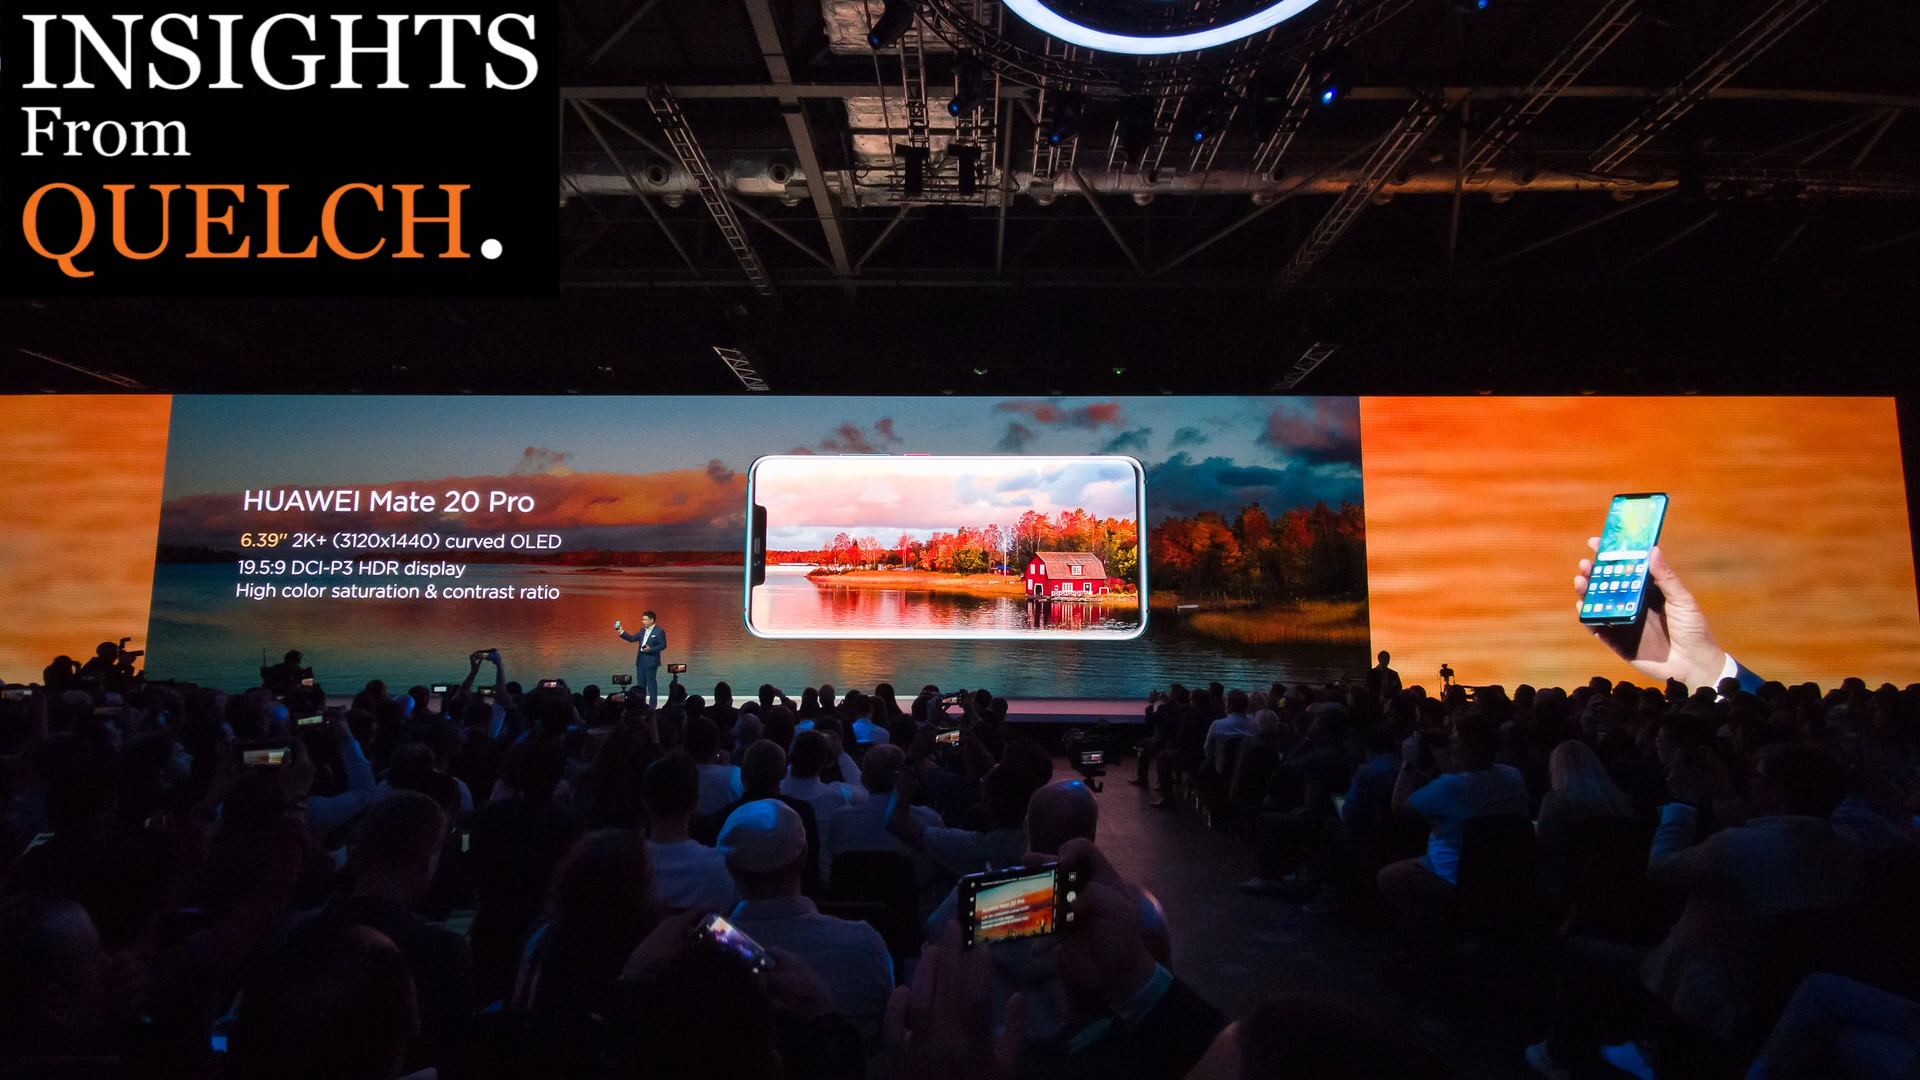 INSIGHTS
From
QUELCH.
HUAWEI Mate 20 Pro
6.39" 2K+ (3120x1440) curved OLED
19.5:9 DCI-P3 HDR display
High color saturation & contrast ratio